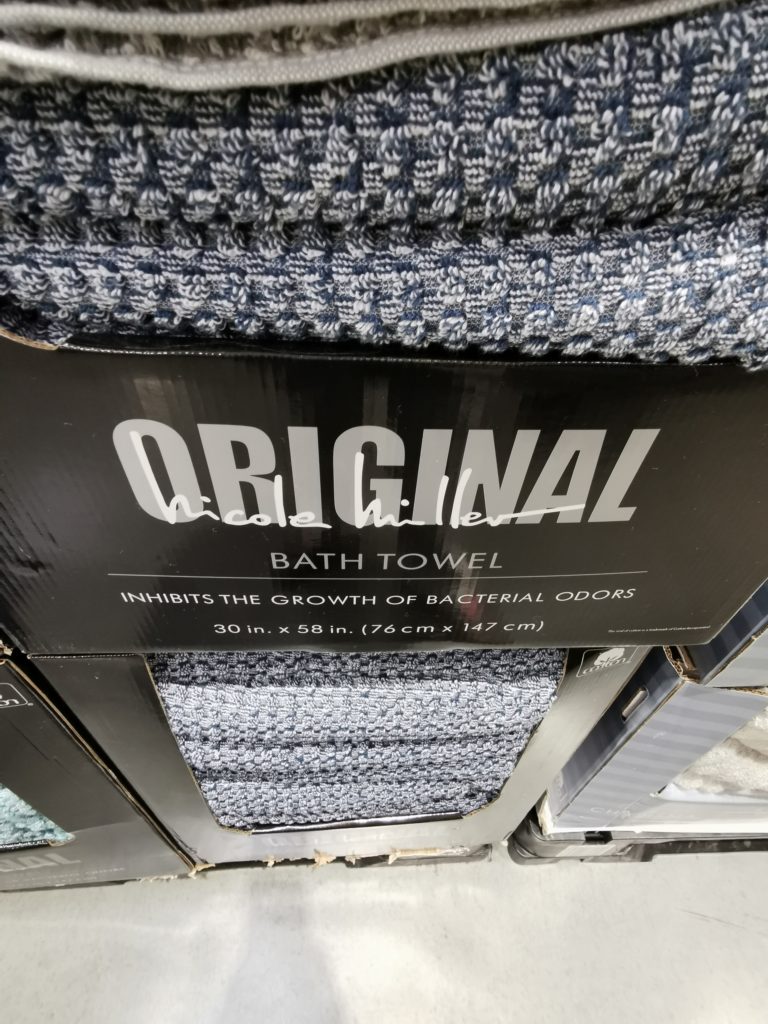 ORIGINAL
Nicole Miller
BATH TOWEL
INHIBITS THE GROWTH OF BACTERIAL ODORS
30 in. x 58 in. (76 cm x 147 cm)
cotton